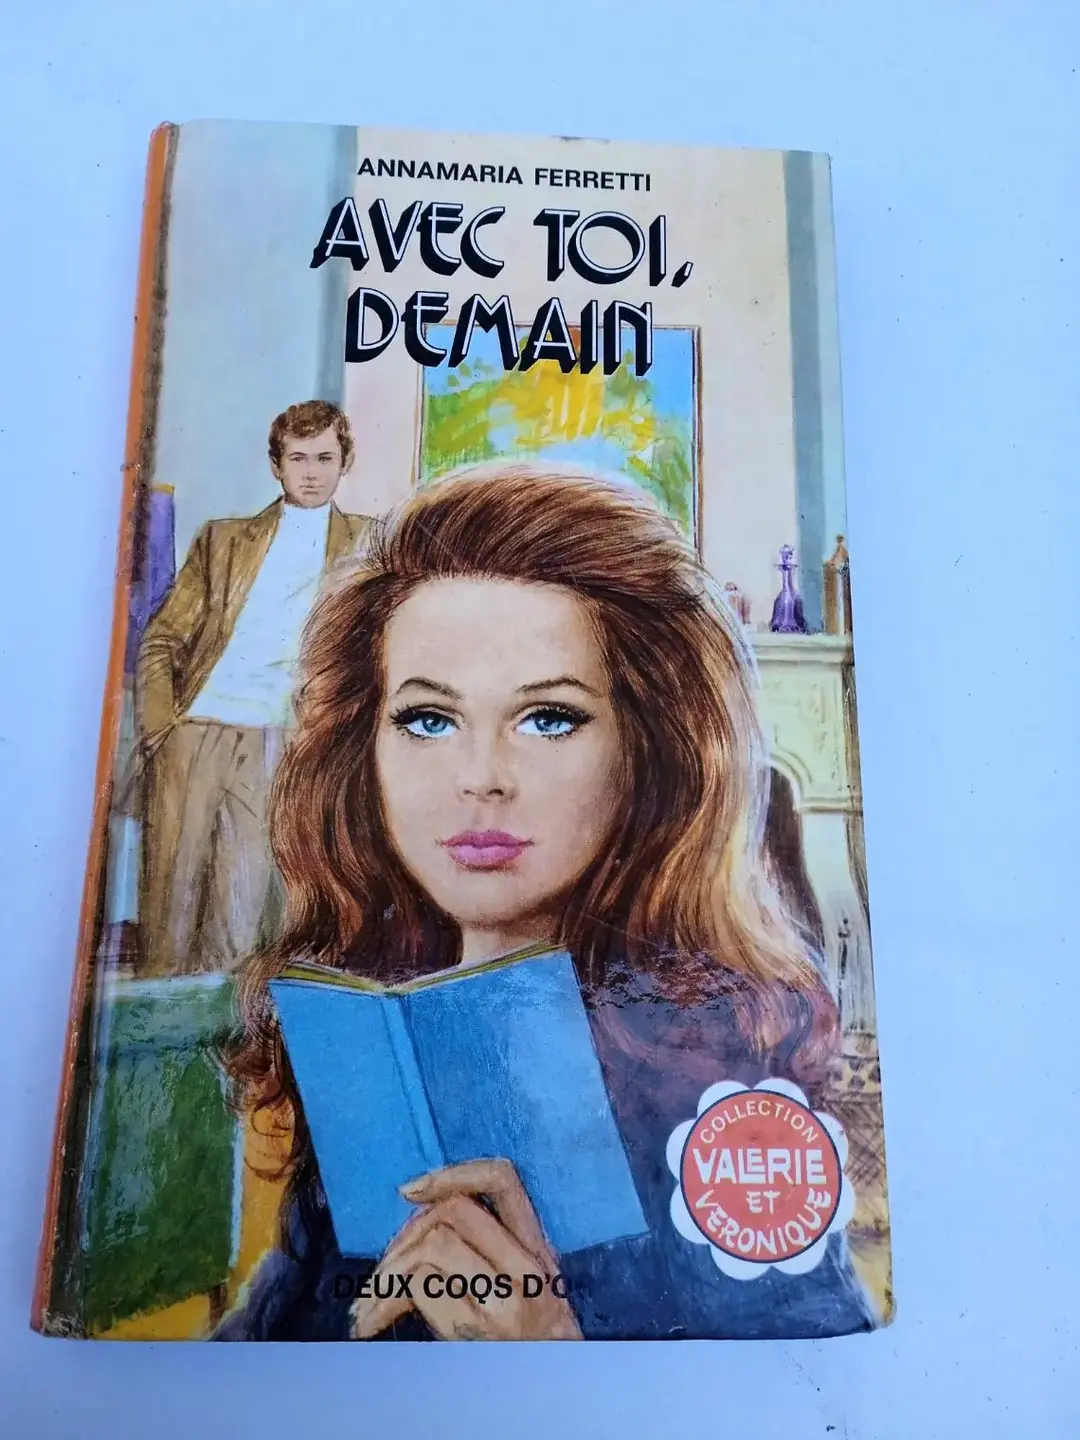 ANNAMARIA FERRETTI
AVEC TOI,
DEMAIN
COLLECTION
VALERIE
ET
VERONIQUE
DEUX COQS D'O